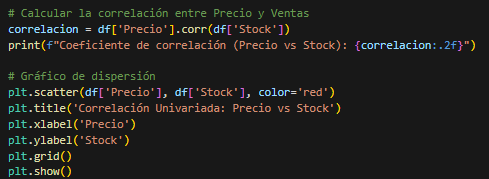 # Calcular la correlación entre Precio y Ventas
correlacion = df['Precio'].corr(df['Stock'])
print(f"Coeficiente de correlación (Precio vs Stock): {correlacion:.2f}")

# Gráfico de dispersión
plt.scatter(df['Precio'], df['Stock'], color='red')
plt.title('Correlación Univariada: Precio vs Stock')
plt.xlabel('Precio')
plt.ylabel('Stock')
plt.grid()
plt.show()